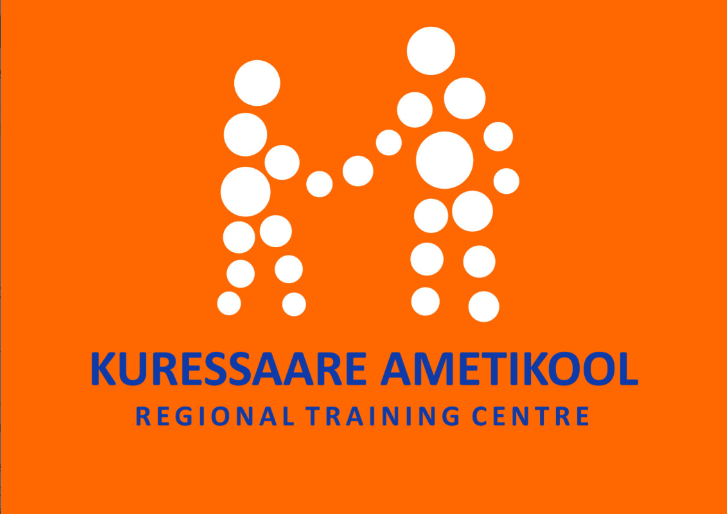 KURESSAARE AMETIKOOL
REGIONAL TRAINING CENTRE